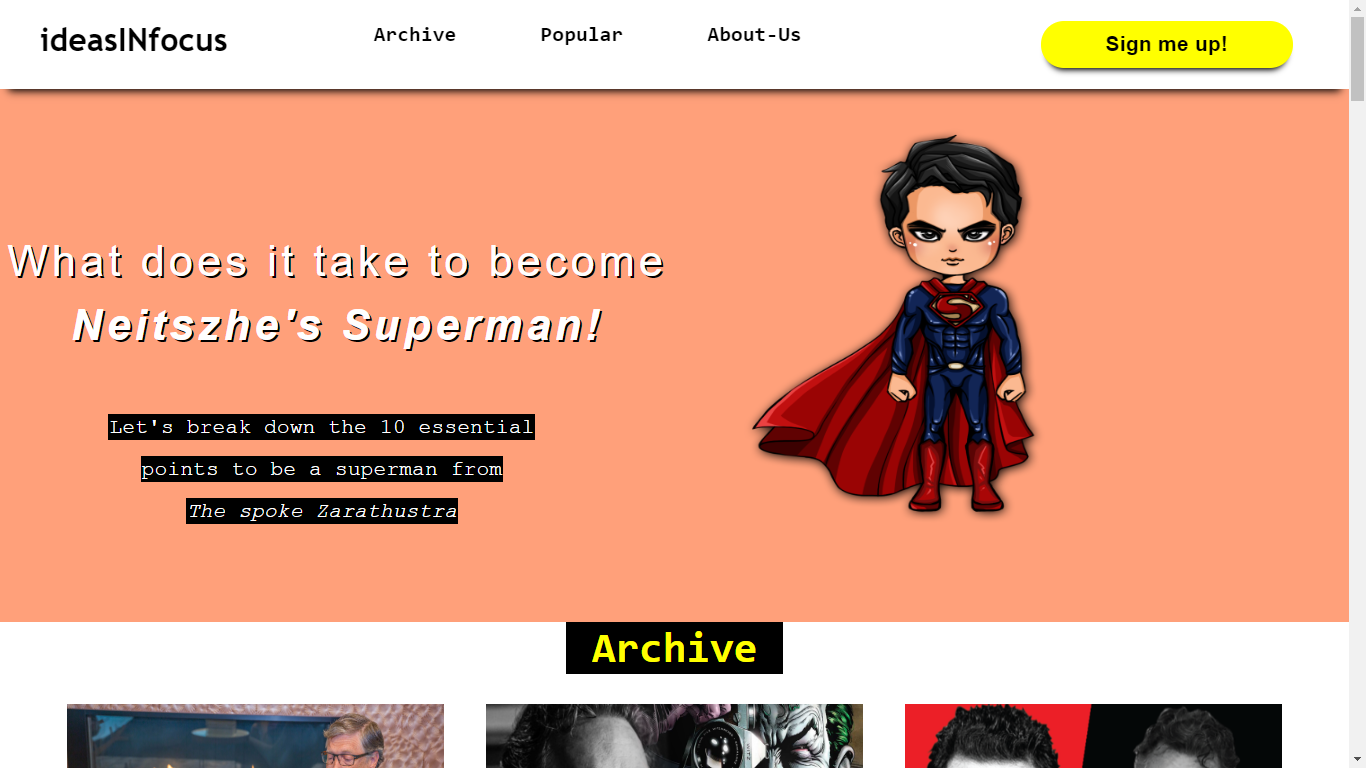 ideasINfocus
Archive
Popular
About-Us
Sign me up!
What does it take to become
Neitszhe's Superman!
Let's break down the 10 essential
points to be a superman from
The spoke Zarathustra
Archive